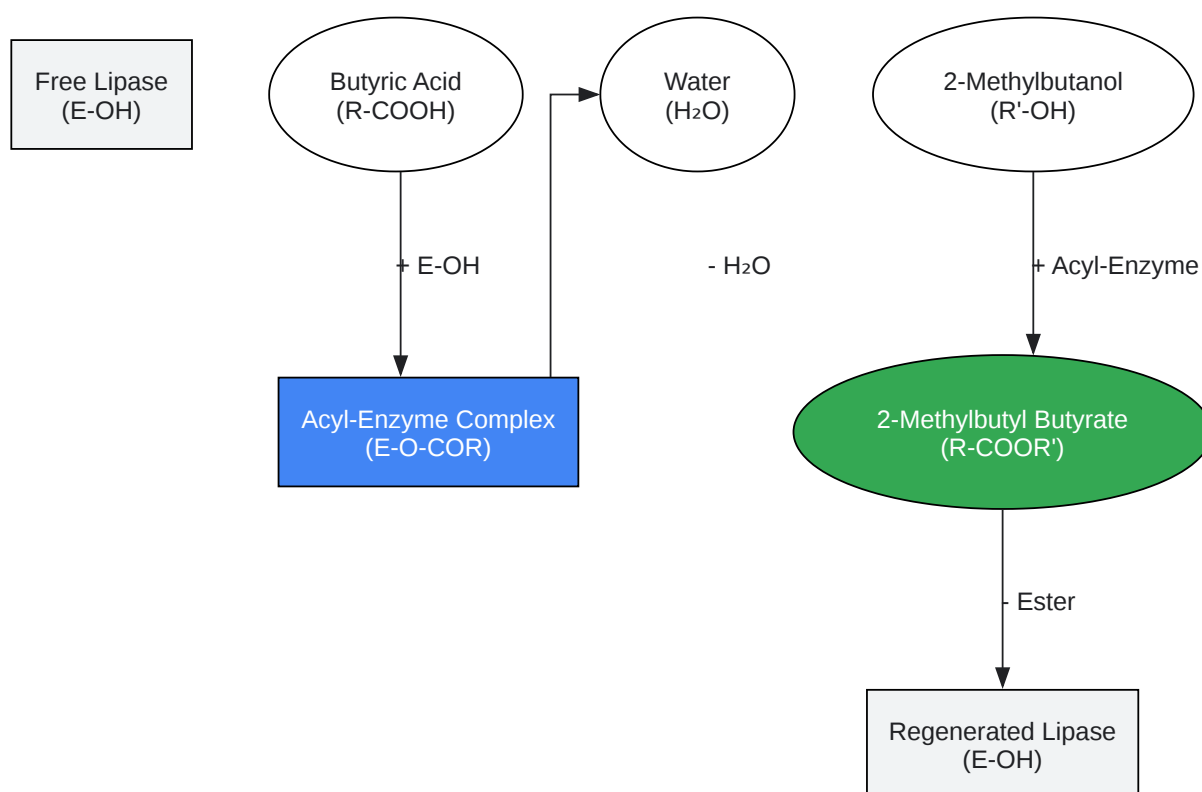 Free Lipase
(E-OH)
Butyric Acid
(R-COOH)
Water
(H₂O)
2-Methylbutanol
(R'-OH)
+ E-OH
- H₂O
+ Acyl-Enzyme
Acyl-Enzyme Complex
(E-O-COR)
2-Methylbutyl Butyrate
(R-COOR')
- Ester
Regenerated Lipase
(E-OH)